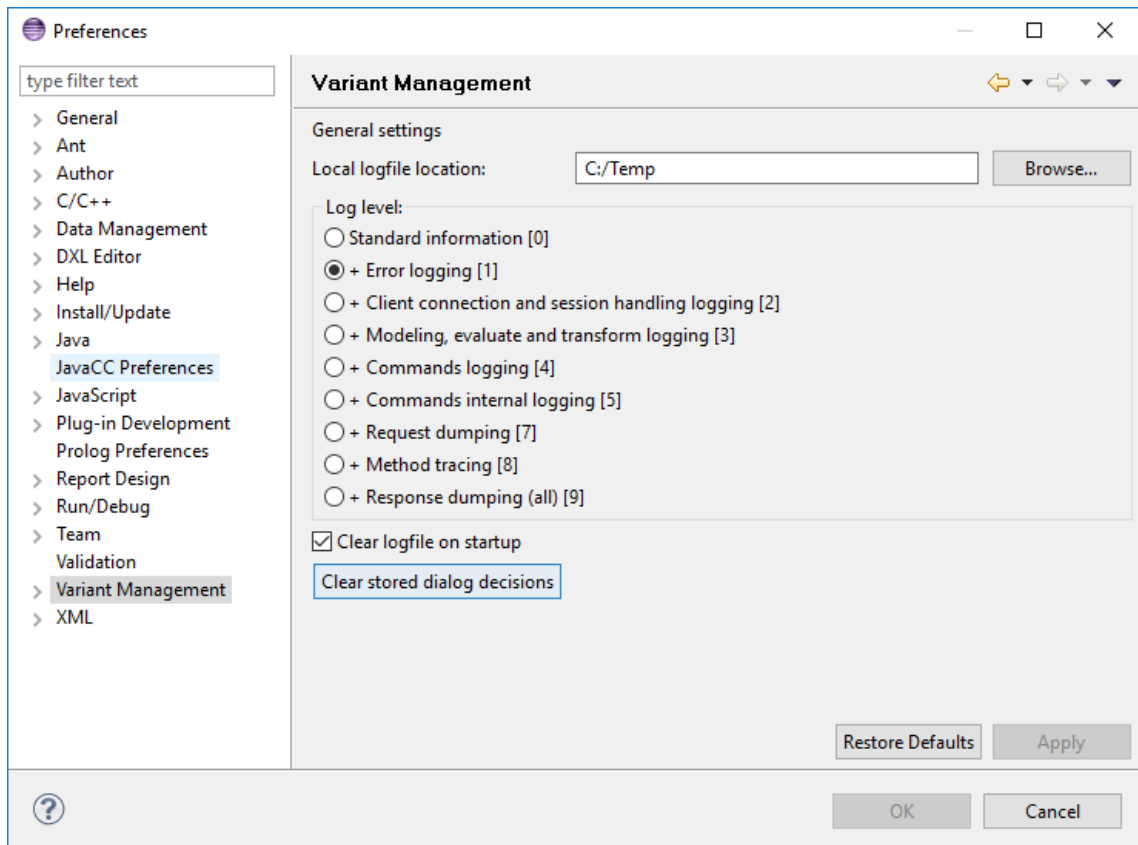 Preferences
type filter text
General
Ant
Author
C/C++
Data Management
DXL Editor
Help
Install/Update
Java
JavaCC Preferences
JavaScript
Plug-in Development
Prolog Preferences
Report Design
Run/Debug
Team
Validation
Variant Management
XML
Variant Management
General settings
Local logfile location: C:/Temp Browse...
Log level:
Standard information [0]
+ Error logging [1]
+ Client connection and session handling logging [2]
+ Modeling, evaluate and transform logging [3]
+ Commands logging [4]
+ Commands internal logging [5]
+ Request dumping [7]
+ Method tracing [8]
+ Response dumping (all) [9]
Clear logfile on startup
Clear stored dialog decisions
Restore Defaults Apply
? OK Cancel